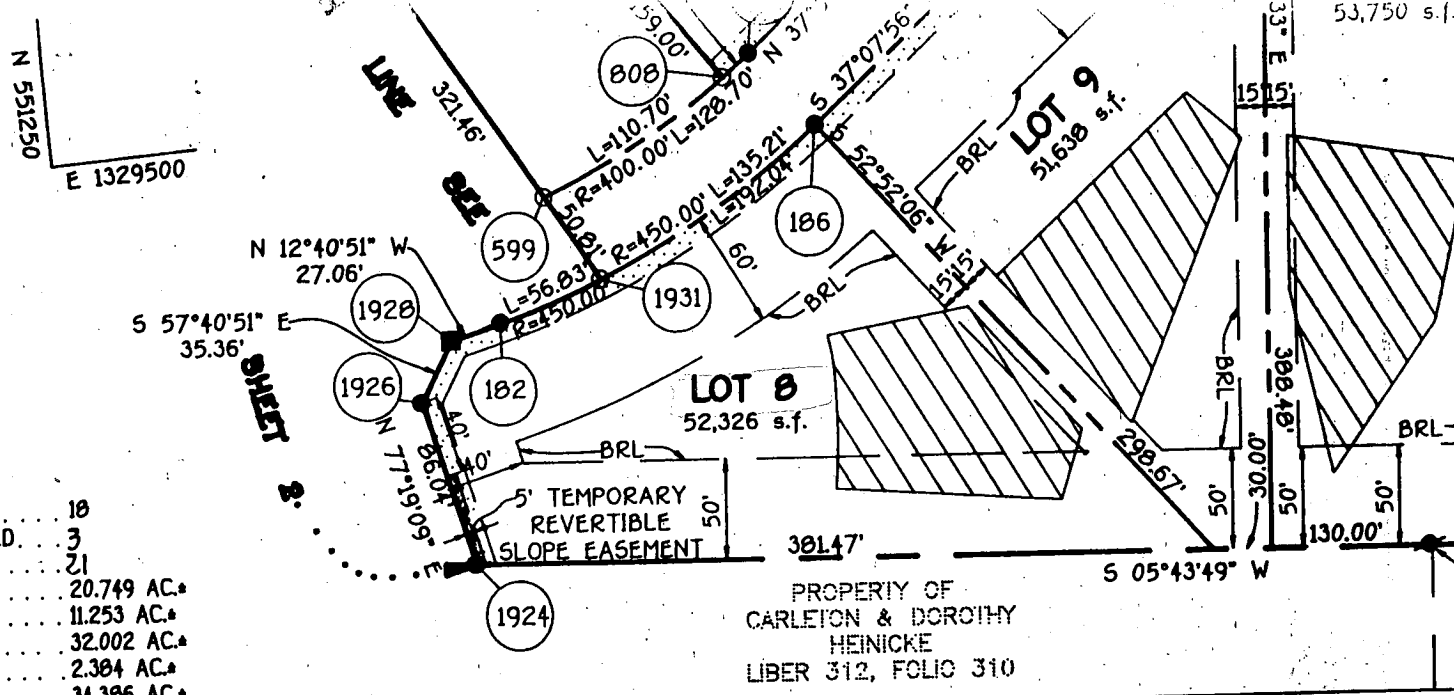 53,750 s.f.
33" E
N 551250
E 1329500
LINE
SEE
SHEET 2
321.46'
59.00'
808
N 37°
L=110.70'
R=400.00' L=128.70'
S 37°07'56"
L=135.21'
R=450.00' L=192.04'
186
S 52°52'06" W
BRL
LOT 9
51,638 s.f.
15' 15'
599
50.81'
N 12°40'51" W
27.06'
L=56.83'
R=450.00'
1931
60'
BRL
15' 15'
1928
S 57°40'51" E
35.36'
1926
182
LOT 8
52,326 s.f.
BRL
388.48'
BRL
40'
40'
N 77°19'09" E
86.04'
BRL
298.67'
5' TEMPORARY
REVERTIBLE
SLOPE EASEMENT
50'
50'
30.00'
50'
50'
381.47'
130.00'
S 05°43'49" W
1924
PROPERTY OF
CARLETON & DOROTHY
HEINICKE
LIBER 312, FOLIO 310
18
D 3
21
20.749 AC.±
11.253 AC.±
32.002 AC.±
2.384 AC.±
34.386 AC.±